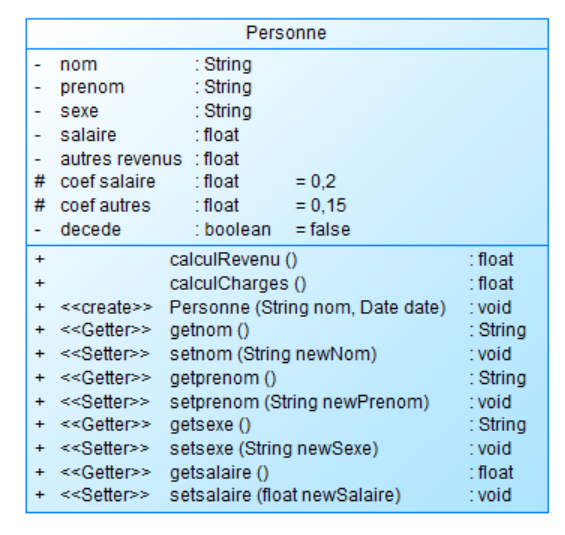 Personne
- nom : String
- prenom : String
- sexe : String
- salaire : float
- autres revenus : float
# coef salaire : float = 0,2
# coef autres : float = 0,15
- decede : boolean = false
+ calculRevenu () : float
+ calculCharges () : float
+ <<create>> Personne (String nom, Date date) : void
+ <<Getter>> getnom () : String
+ <<Setter>> setnom (String newNom) : void
+ <<Getter>> getprenom () : String
+ <<Setter>> setprenom (String newPrenom) : void
+ <<Getter>> getsexe () : String
+ <<Setter>> setsexe (String newSexe) : void
+ <<Getter>> getsalaire () : float
+ <<Setter>> setsalaire (float newSalaire) : void